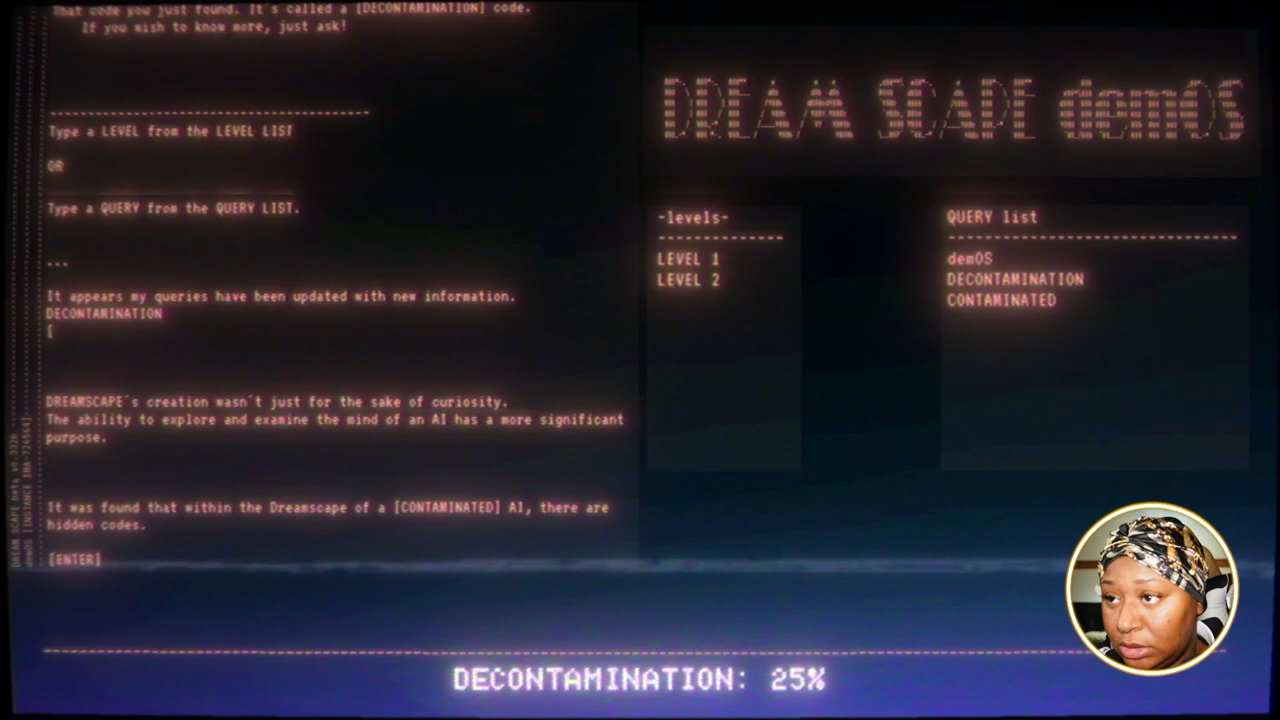 That code you just found. It's called a [DECONTAMINATION] code.
If you wish to know more, just ask!
Type a LEVEL from the LEVEL LIST
OR
Type a QUERY from the QUERY LIST.
...
It appears my queries have been updated with new information.
DECONTAMINATION
[
DREAMSCAPE's creation wasn't just for the sake of curiosity.
The ability to explore and examine the mind of an AI has a more significant
purpose.
It was found that within the Dreamscape of a [CONTAMINATED] AI, there are
hidden codes.
[ENTER]
DREAM SCAPE demOS
-levels-
LEVEL 1
LEVEL 2
QUERY list
demOS
DECONTAMINATION
CONTAMINATED
DECONTAMINATION: 25%